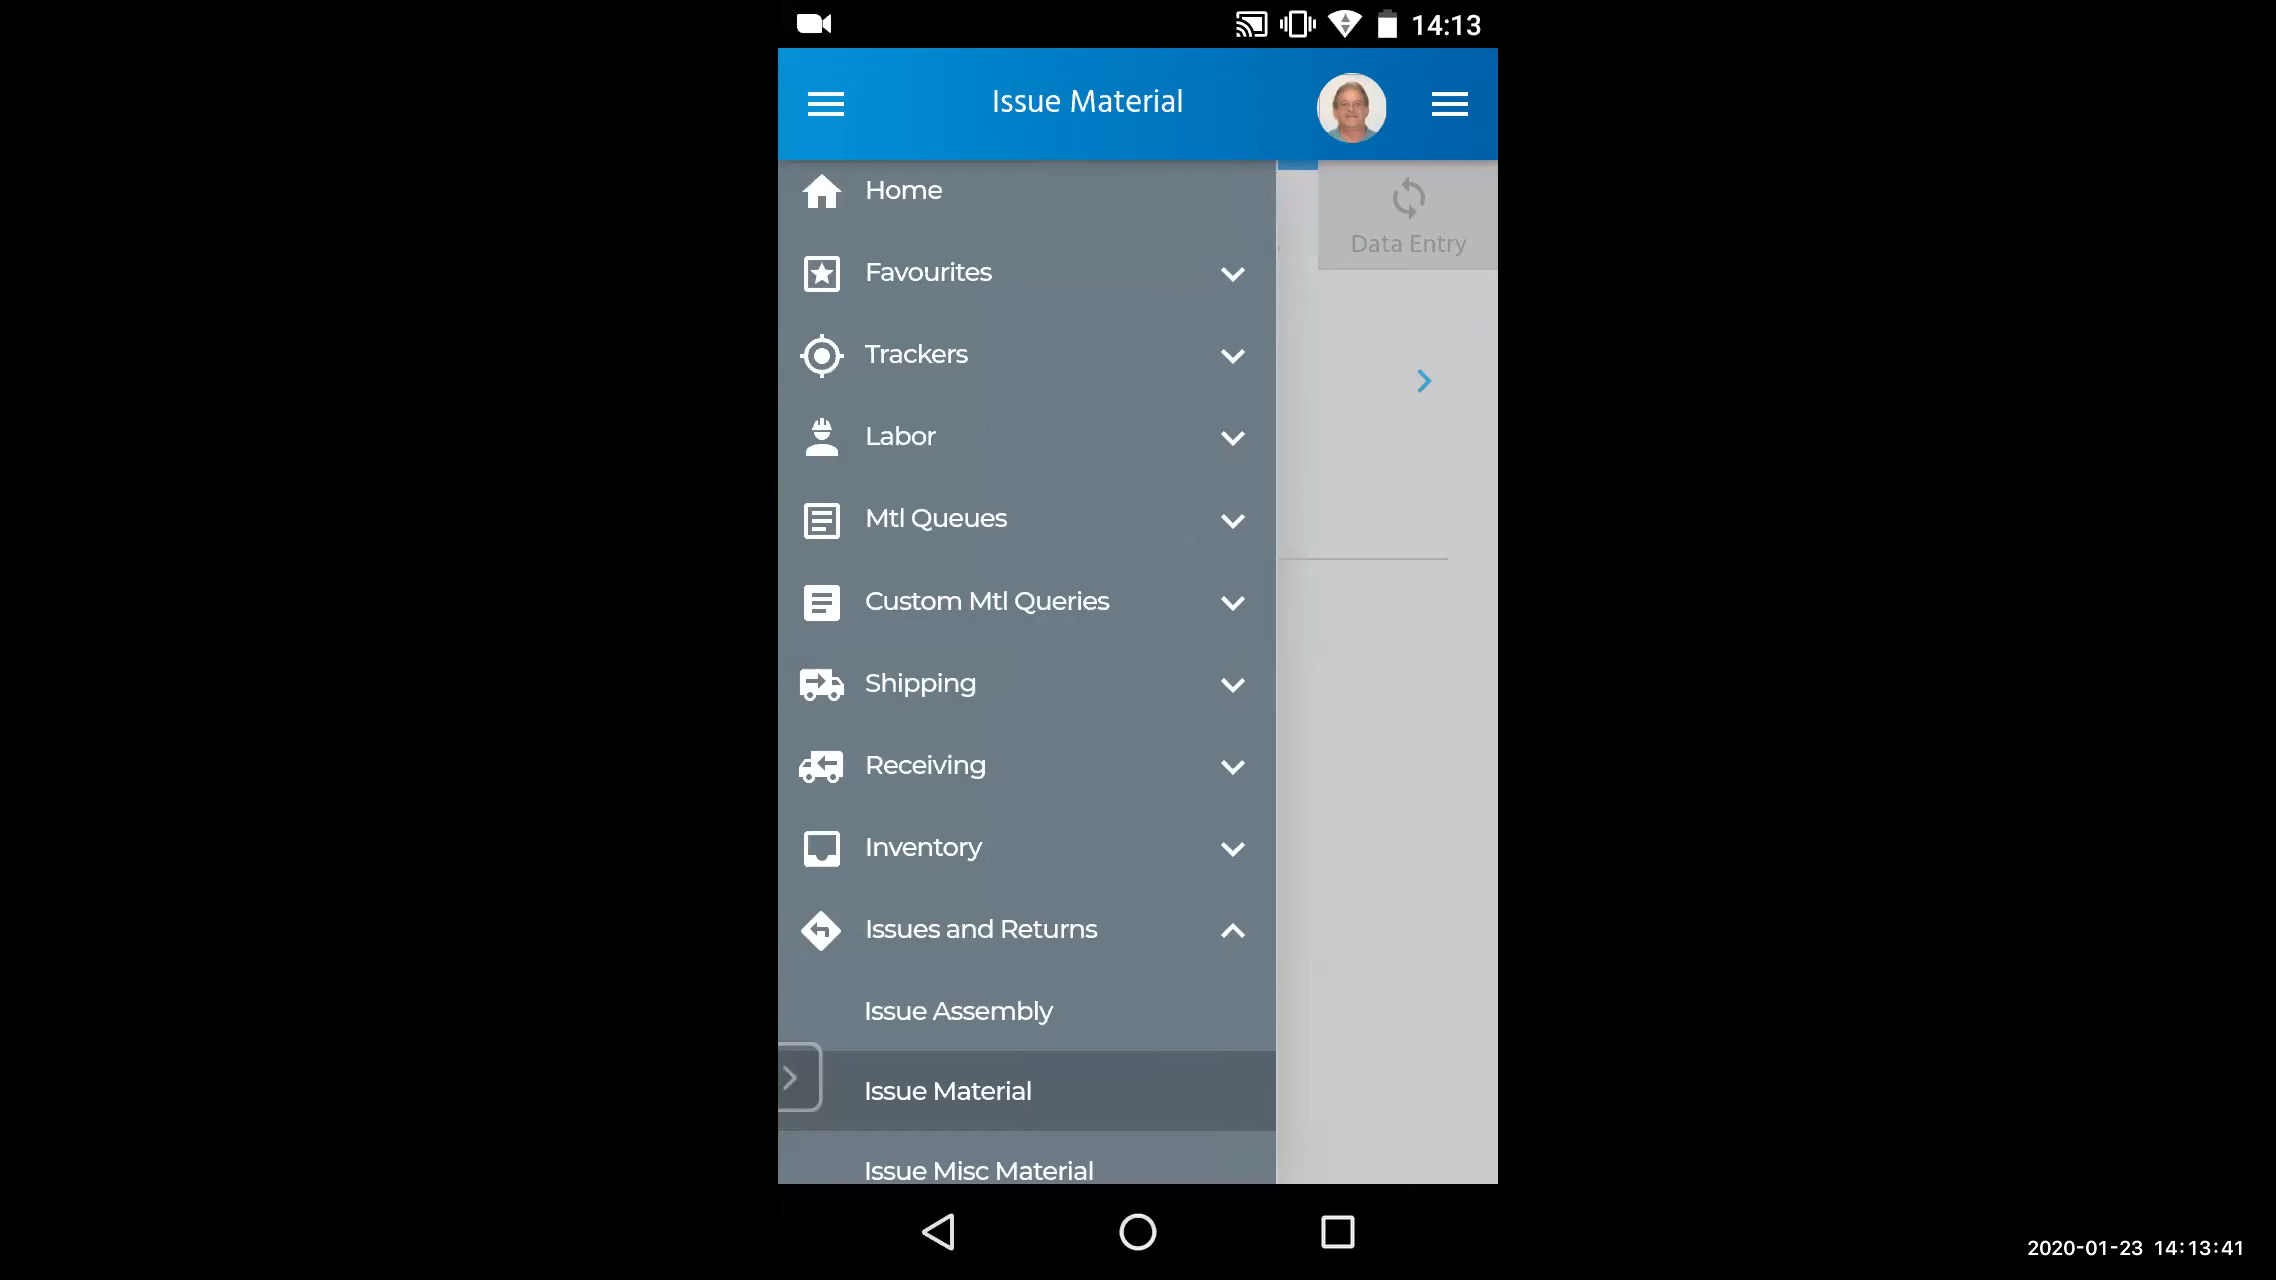 14:13
Issue Material
Home
Data Entry
Favourites
Trackers
Labor
Mtl Queues
Custom Mtl Queries
Shipping
Receiving
Inventory
Issues and Returns
Issue Assembly
Issue Material
Issue Misc Material
2020-01-23 14:13:41